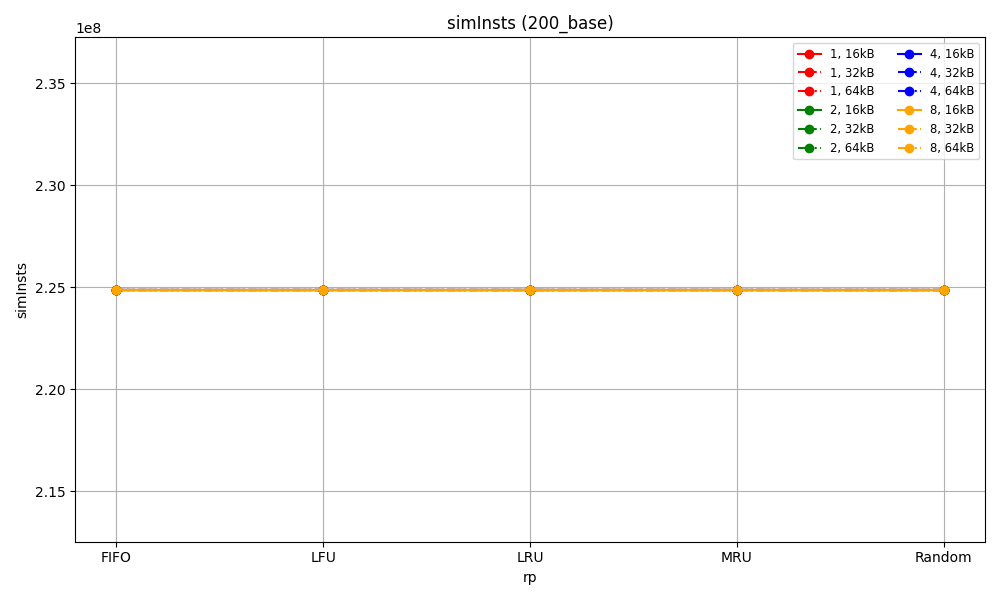 simInsts (200_base)
1e8
2.35
2.30
2.25
2.20
2.15
simInsts
FIFO
LFU
LRU
MRU
Random
rp
1, 16kB
1, 32kB
1, 64kB
2, 16kB
2, 32kB
2, 64kB
4, 16kB
4, 32kB
4, 64kB
8, 16kB
8, 32kB
8, 64kB